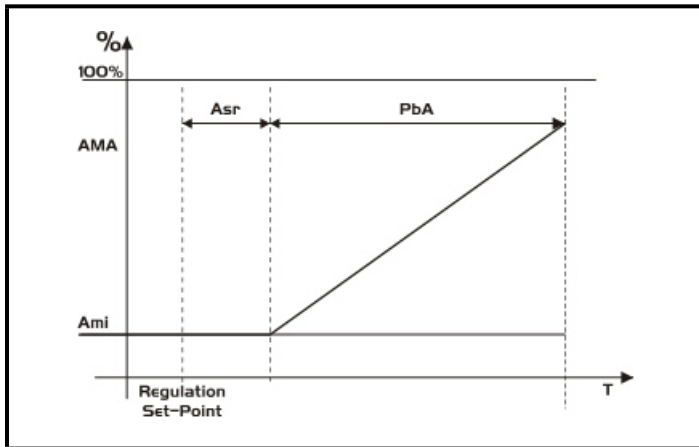 %
100%
Asr PbA
AMA
Ami
Regulation
Set-Point
T